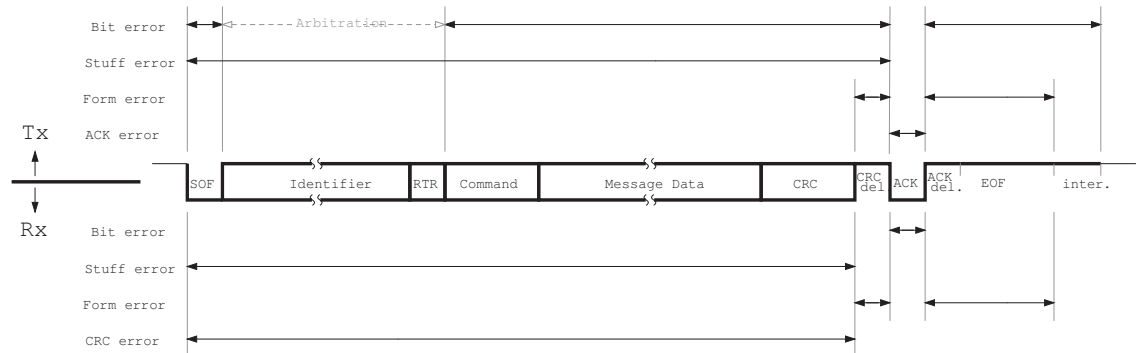 Bit error
Arbitration
Stuff error
Form error
ACK error
Tx
SOF Identifier RTR Command Message Data CRC CRC del ACK ACK del. EOF inter.
Rx
Bit error
Stuff error
Form error
CRC error